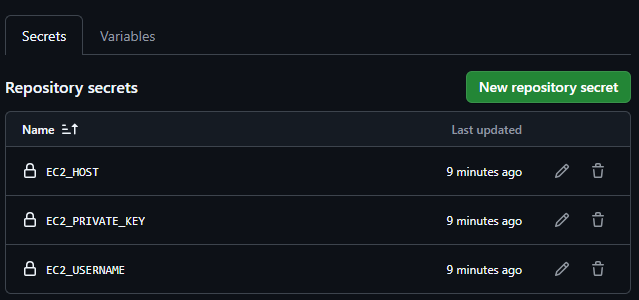 Secrets Variables
Repository secrets New repository secret
Name Last updated
EC2_HOST 9 minutes ago
EC2_PRIVATE_KEY 9 minutes ago
EC2_USERNAME 9 minutes ago